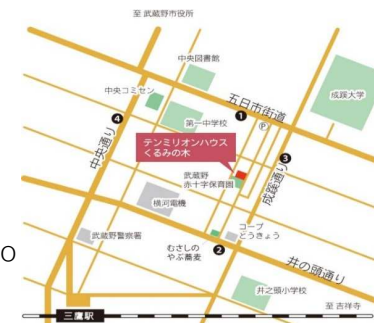 至 武蔵野市役所
中央図書館
成蹊大学
五日市街道
❶
中央コミセン
Ⓟ
❹
第一中学校
中央通り
テンミリオンハウス
くるみの木
❸
成蹊通り
武蔵野
赤十字保育園
横河電機
コープ
とうきょう
武蔵野警察署
むさしの
やぶ蕎麦
❷
井の頭通り
O
井之頭小学校
至 吉祥寺
三鷹駅